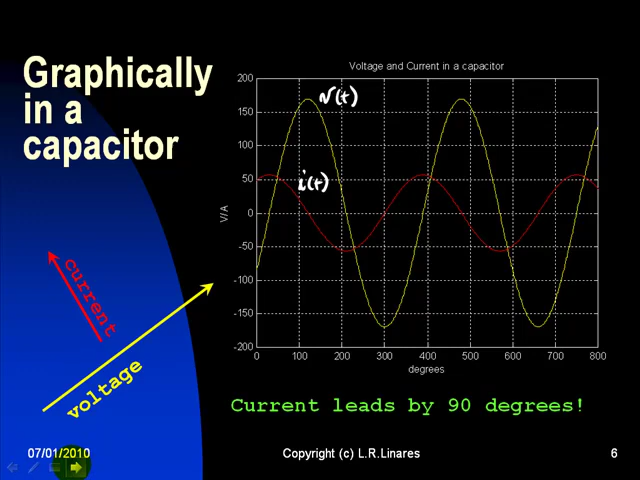 Graphically
in a
capacitor
Voltage and Current in a capacitor
200
150
100
50
0
-50
-100
-150
-200
V/A
v(t)
i(t)
0 100 200 300 400 500 600 700 800
degrees
current
voltage
Current leads by 90 degrees!
07/01/2010 Copyright (c) L.R.Linares 6